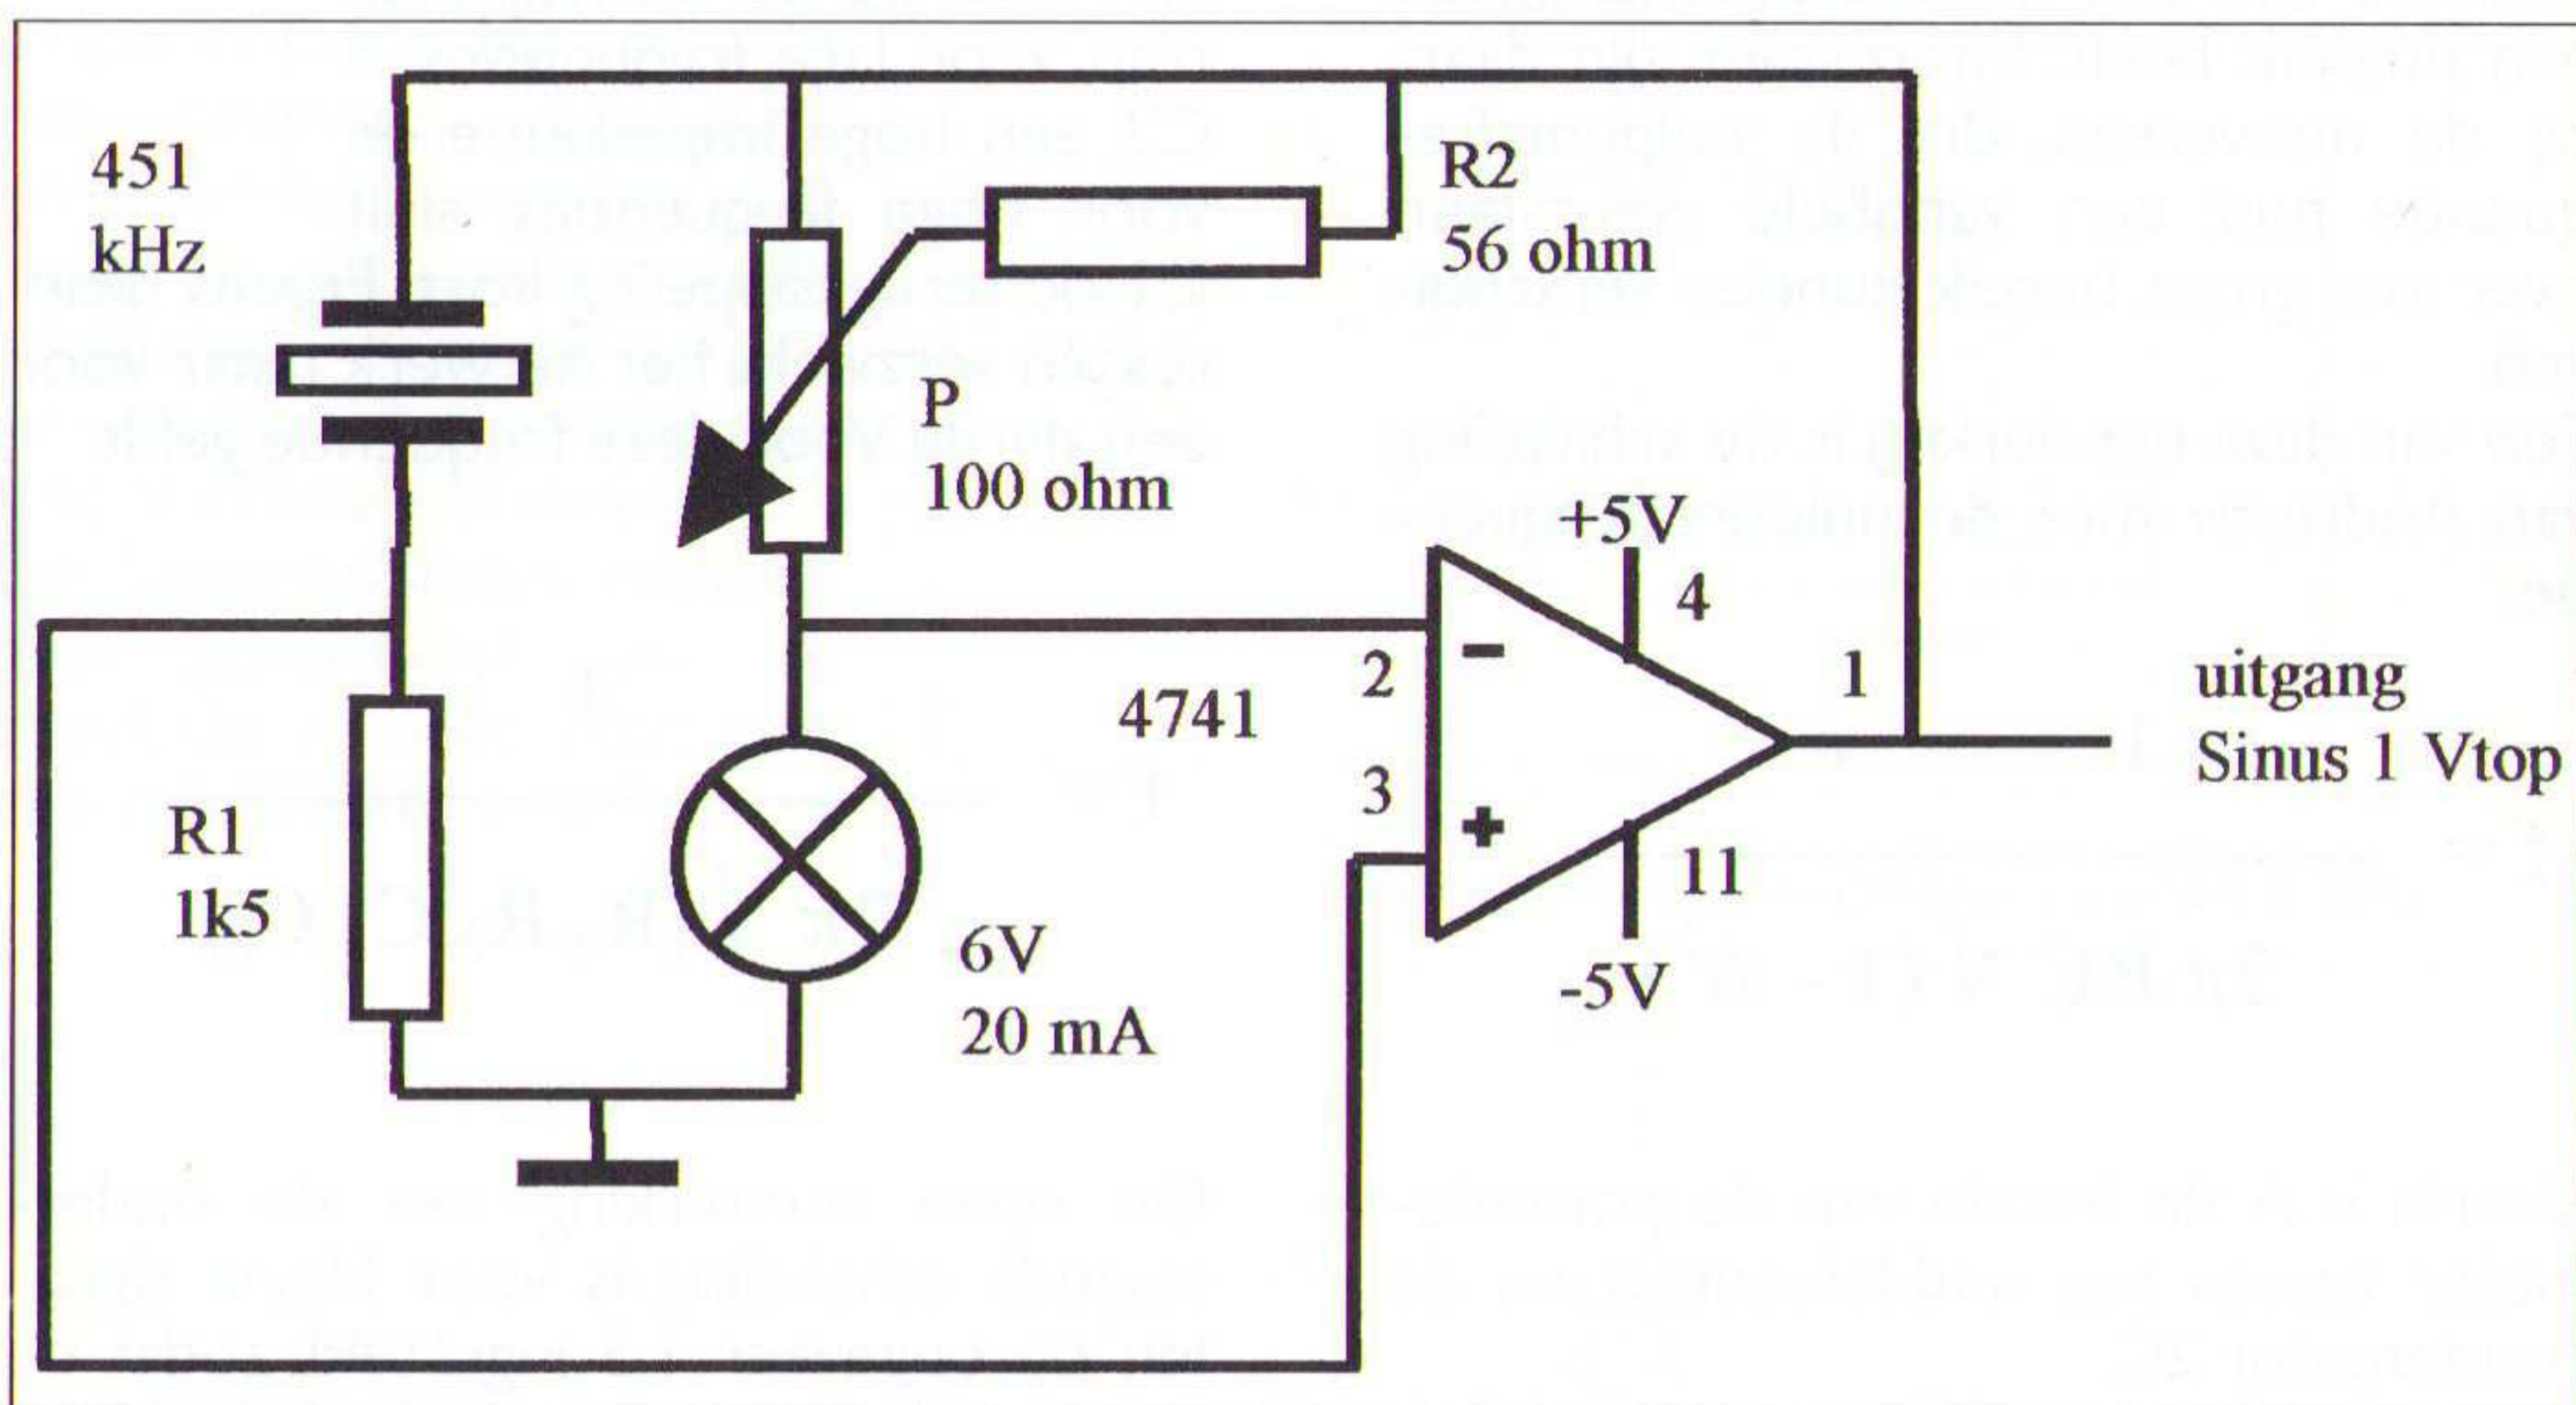 451
kHz
R2
56 ohm
P
100 ohm
+5V
4
2
4741
1
uitgang
Sinus 1 Vtop
3
R1
1k5
11
6V
20 mA
-5V